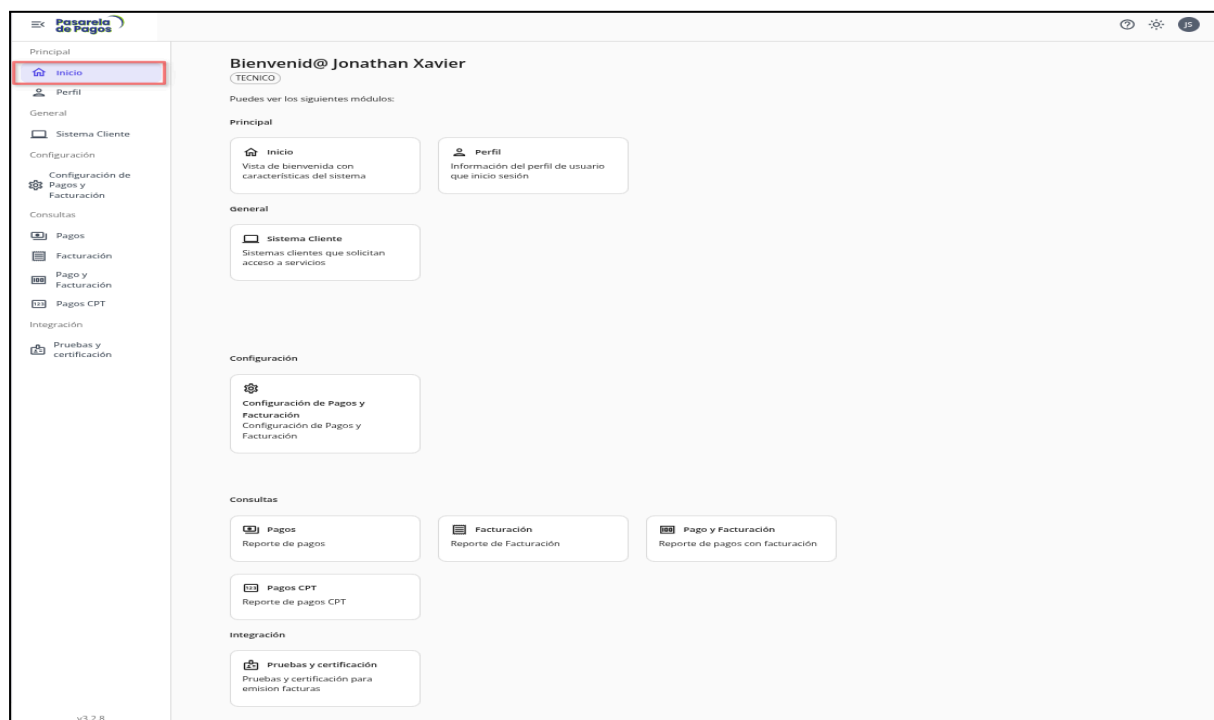 Pasarela
de Pagos
JS
Principal
Inicio
Perfil
General
Sistema Cliente
Configuración
Configuración de
Pagos y
Facturación
Consultas
Pagos
Facturación
Pago y
Facturación
Pagos CPT
Integración
Pruebas y
certificación
v3.2.8
Bienvenid@ Jonathan Xavier
TECNICO
Puedes ver los siguientes módulos:
Principal
Inicio
Vista de bienvenida con
características del sistema
Perfil
Información del perfil de usuario
que inicio sesión
General
Sistema Cliente
Sistemas clientes que solicitan
acceso a servicios
Configuración
Configuración de Pagos y
Facturación
Configuración de Pagos y
Facturación
Consultas
Pagos
Reporte de pagos
Facturación
Reporte de Facturación
Pago y Facturación
Reporte de pagos con facturación
Pagos CPT
Reporte de pagos CPT
Integración
Pruebas y certificación
Pruebas y certificación para
emision facturas